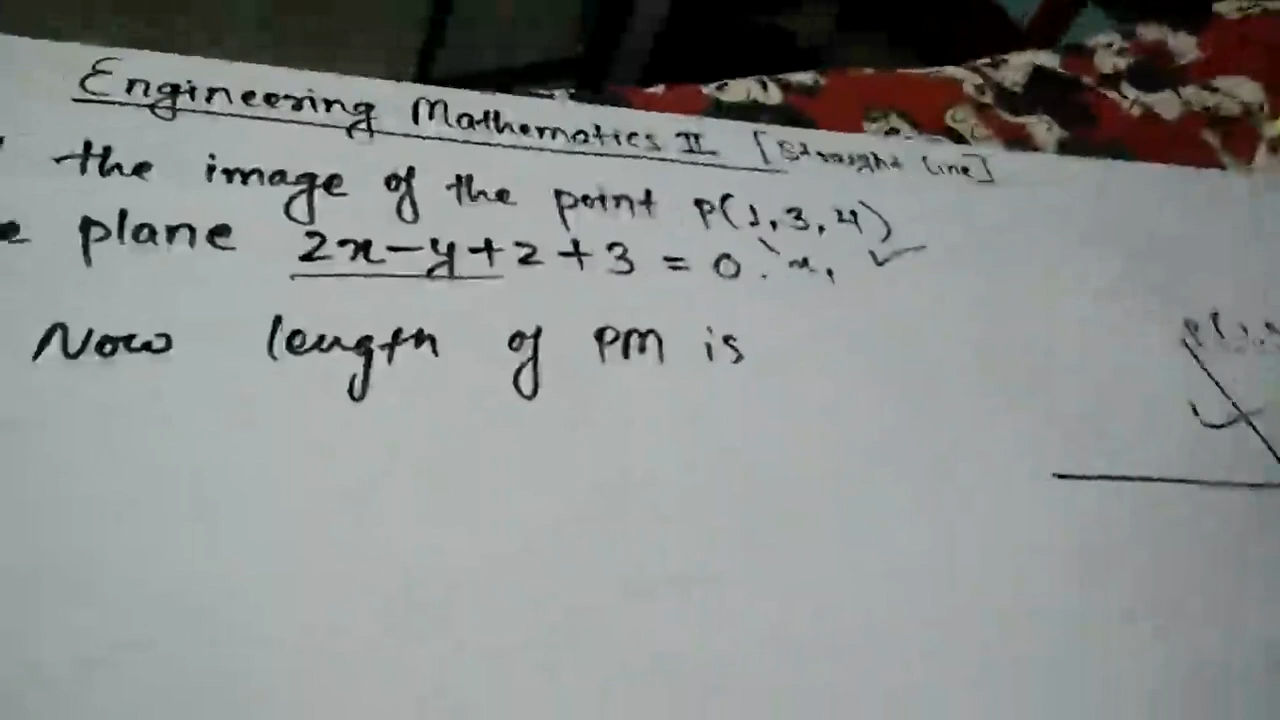 Engineering Mathematics II [Straight Line]
the image of the point P(1,3,4)
plane 2x-y+z+3=0.
Now length of PM is